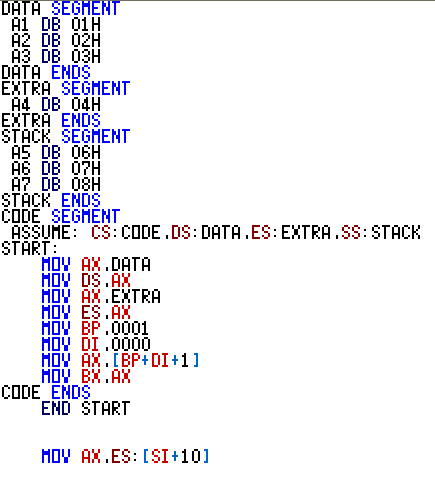 DATA SEGMENT
A1 DB 01H
A2 DB 02H
A3 DB 03H
DATA ENDS
EXTRA SEGMENT
A4 DB 04H
EXTRA ENDS
STACK SEGMENT
A5 DB 06H
A6 DB 07H
A7 DB 08H
STACK ENDS
CODE SEGMENT
ASSUME: CS:CODE,DS:DATA,ES:EXTRA,SS:STACK
START:
MOV AX,DATA
MOV DS,AX
MOV AX,EXTRA
MOV ES,AX
MOV BP,0001
MOV DI,0000
MOV AX,[BP+DI+1]
MOV BX,AX
CODE ENDS
END START
MOV AX,ES:[SI+10]